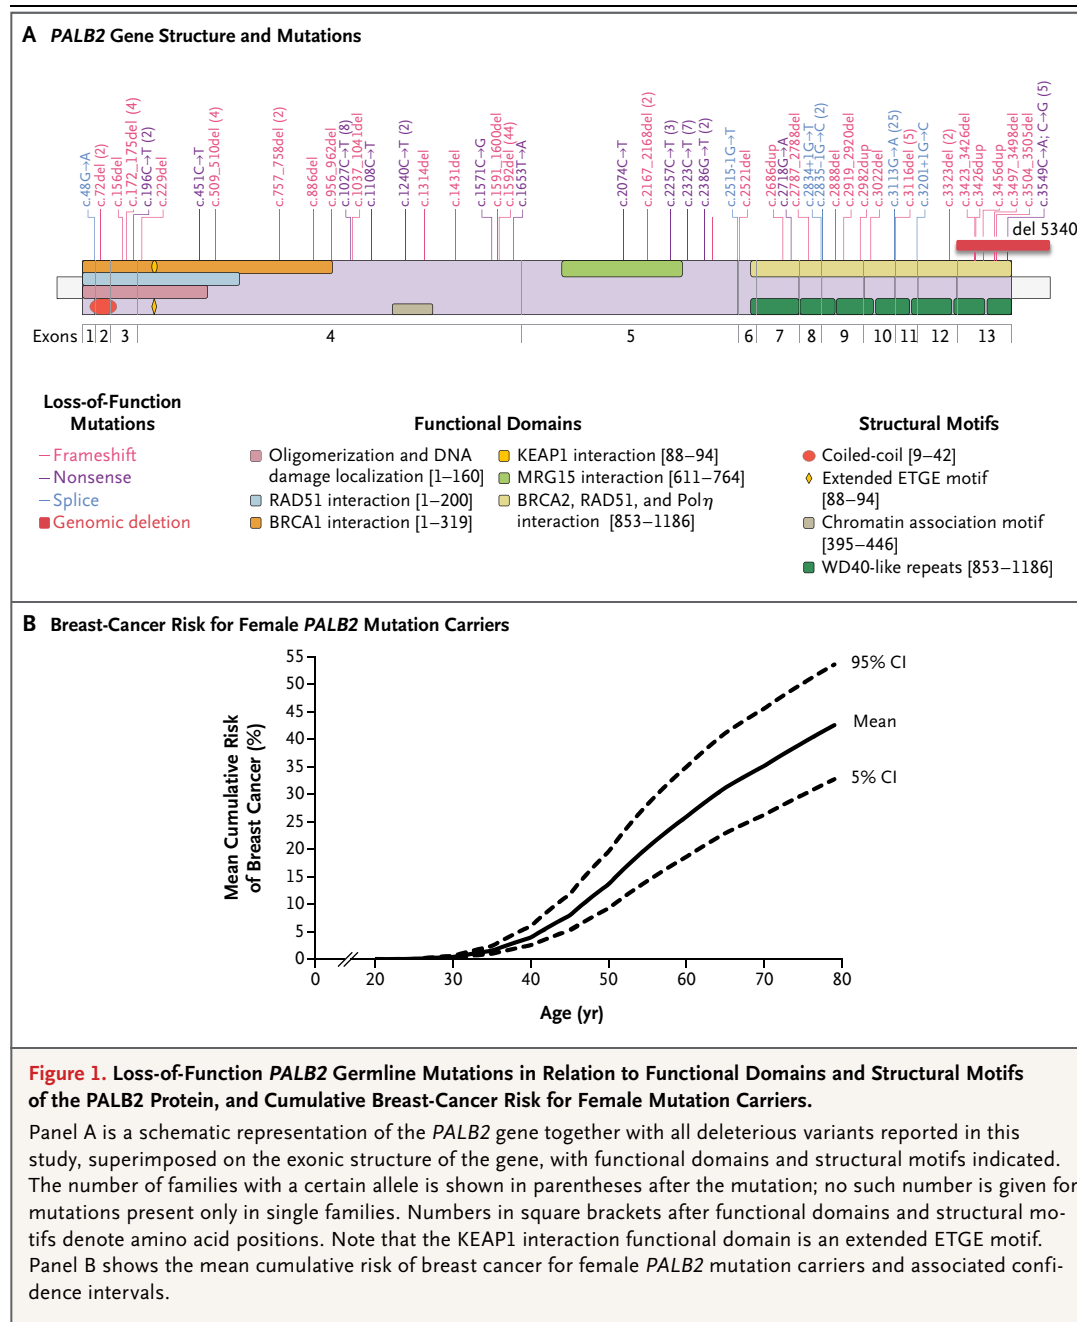 A PALB2 Gene Structure and Mutations
c.48G→A
c.72del (2)
c.156del
c.172_175del (4)
c.196C→T (2)
c.229del
c.451C→T
c.509_510del (4)
c.757_758del (2)
c.886del
c.956_962del
c.1027C→T (8)
c.1037_1041del
c.1108C→T
c.1240C→T (2)
c.1314del
c.1431del
c.1571C→G
c.1591_1600del
c.1592del (44)
c.1653T→A
c.2074C→T
c.2167_2168del (2)
c.2257C→T (3)
c.2323C→T (7)
c.2386G→T (2)
c.2515-1G→T
c.2521del
c.2686dup
c.2718G→A
c.2787_2788del
c.2834+1G→T
c.2835-1G→C (2)
c.2888del
c.2919_2920del
c.2982dup
c.3022del
c.3113G→A (25)
c.3116del (5)
c.3201+1G→C
c.3323del (2)
c.3423_3426del
c.3426dup
c.3456dup
c.3497_3498del
c.3504_3505del
c.3549C→A; C→G (5)
del 5340
Exons 1 2 3 4 5 6 7 8 9 10 11 12 13
Loss-of-Function
Mutations
Frameshift
Nonsense
Splice
Genomic deletion
Functional Domains
Oligomerization and DNA
damage localization [1–160]
RAD51 interaction [1–200]
BRCA1 interaction [1–319]
KEAP1 interaction [88–94]
MRG15 interaction [611–764]
BRCA2, RAD51, and Polη
interaction [853–1186]
Structural Motifs
Coiled-coil [9–42]
Extended ETGE motif
[88–94]
Chromatin association motif
[395–446]
WD40-like repeats [853–1186]
B Breast-Cancer Risk for Female PALB2 Mutation Carriers
Mean Cumulative Risk
of Breast Cancer (%)
55
50
45
40
35
30
25
20
15
10
5
0
95% CI
Mean
5% CI
0 20 30 40 50 60 70 80
Age (yr)
Figure 1. Loss-of-Function PALB2 Germline Mutations in Relation to Functional Domains and Structural Motifs
of the PALB2 Protein, and Cumulative Breast-Cancer Risk for Female Mutation Carriers.
Panel A is a schematic representation of the PALB2 gene together with all deleterious variants reported in this
study, superimposed on the exonic structure of the gene, with functional domains and structural motifs indicated.
The number of families with a certain allele is shown in parentheses after the mutation; no such number is given for
mutations present only in single families. Numbers in square brackets after functional domains and structural mo-
tifs denote amino acid positions. Note that the KEAP1 interaction functional domain is an extended ETGE motif.
Panel B shows the mean cumulative risk of breast cancer for female PALB2 mutation carriers and associated confi-
dence intervals.